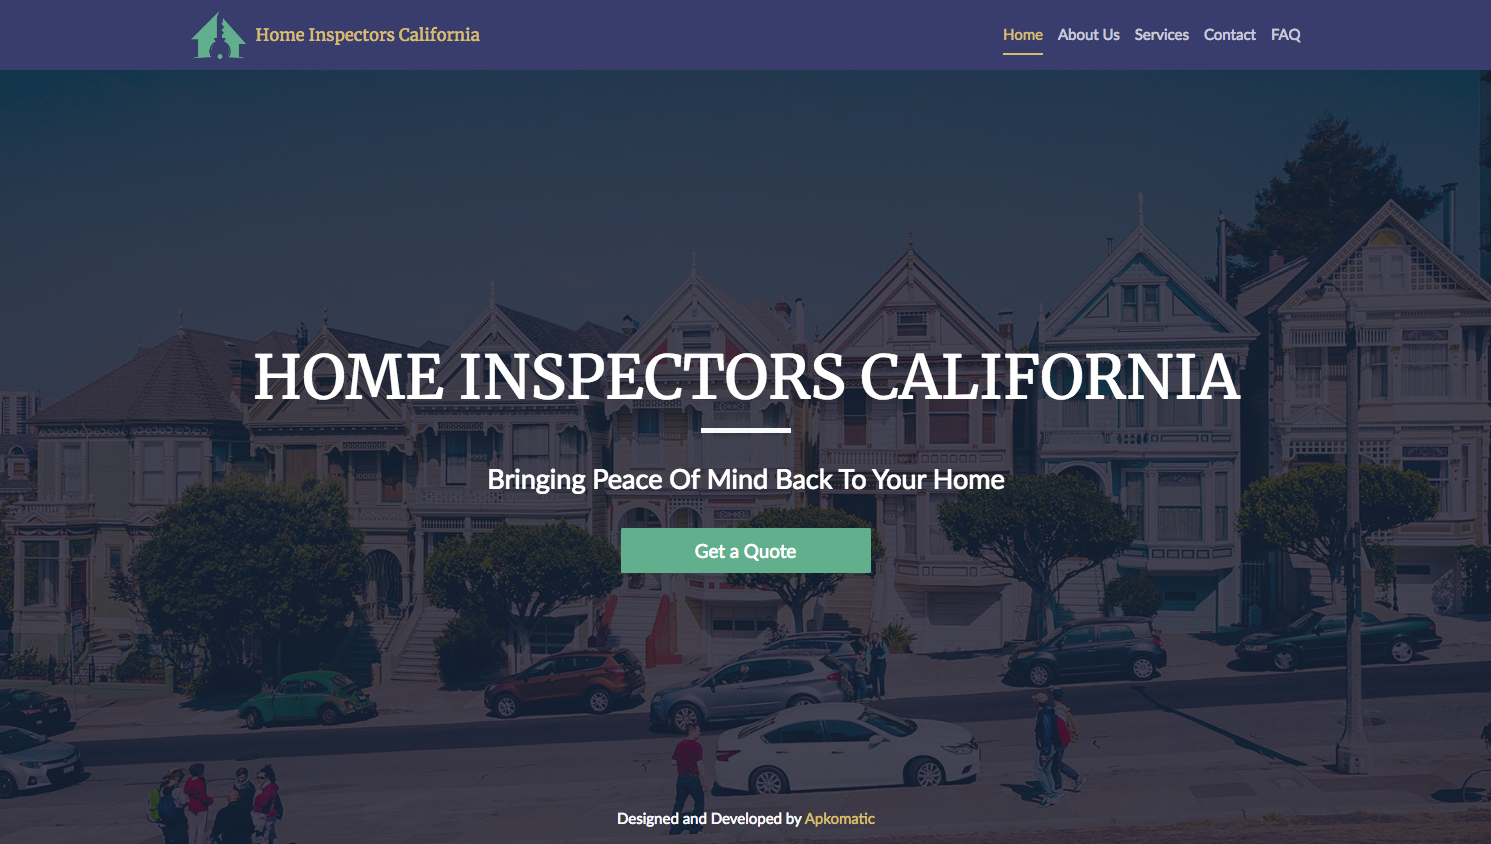 Home Inspectors California
Home About Us Services Contact FAQ
HOME INSPECTORS CALIFORNIA
Bringing Peace Of Mind Back To Your Home
Get a Quote
Designed and Developed by Apkomatic